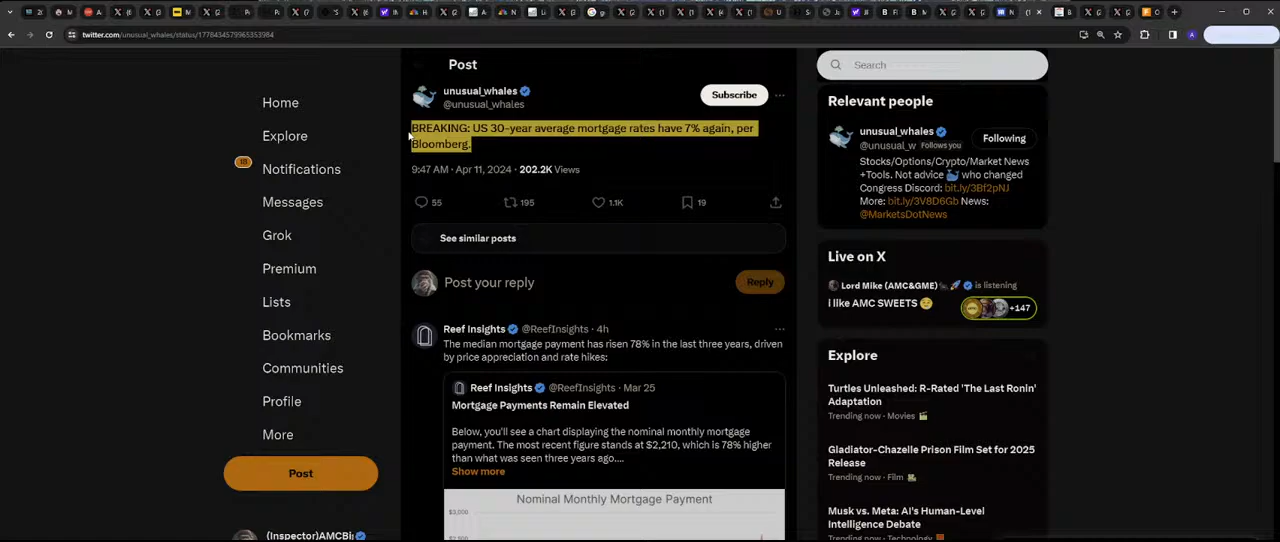 twitter.com/unusual_whales/status/1778434579965353984
Post
unusual_whales
@unusual_whales
Subscribe
BREAKING: US 30-year average mortgage rates have 7% again, per
Bloomberg.
9:47 AM · Apr 11, 2024 · 202.2K Views
55
195
1.1K
19
See similar posts
Post your reply
Reply
Reef Insights @ReefInsights · 4h
The median mortgage payment has risen 78% in the last three years, driven
by price appreciation and rate hikes:
Reef Insights @ReefInsights · Mar 25
Mortgage Payments Remain Elevated
Below, you'll see a chart displaying the nominal monthly mortgage
payment. The most recent figure stands at $2,210, which is 78% higher
than what was seen three years ago....
Show more
Nominal Monthly Mortgage Payment
$3,000
Home
Explore
18
Notifications
Messages
Grok
Premium
Lists
Bookmarks
Communities
Profile
More
Post
(Inspector)AMCBi
Search
Relevant people
unusual_whales
@unusual_w Follows you
Following
Stocks/Options/Crypto/Market News
+Tools. Not advice who changed
Congress Discord: bit.ly/3Bf2pNJ
More: bit.ly/3V8D6Gb News:
@MarketsDotNews
Live on X
Lord Mike (AMC&GME) is listening
i like AMC SWEETS
+147
Explore
Turtles Unleashed: R-Rated 'The Last Ronin'
Adaptation
Trending now · Movies
Gladiator-Chazelle Prison Film Set for 2025
Release
Trending now · Film
Musk vs. Meta: AI's Human-Level
Intelligence Debate
Trending now · Technology